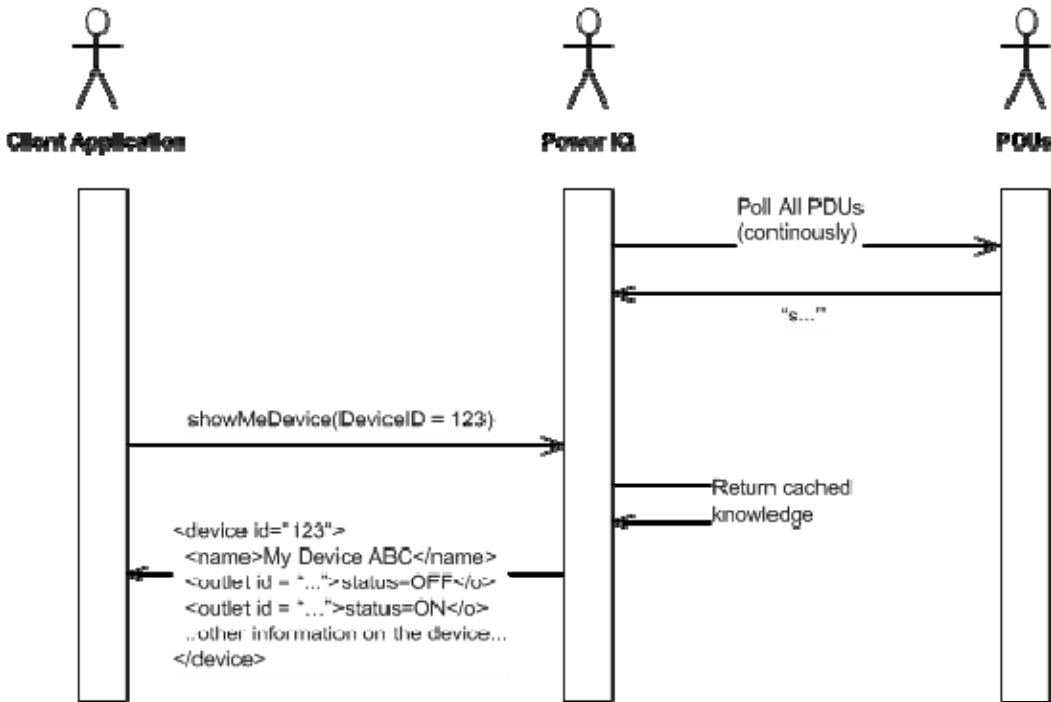 Client Application
Power IQ
PDUs
Poll All PDUs
(continously)
"s..."
showMeDevice(DeviceID = 123)
Return cached
knowledge
<device id="123">
<name>My Device ABC</name>
<outlet id = "...">status=OFF</o>
<outlet id = "...">status=ON</o>
...other information on the device...
</device>